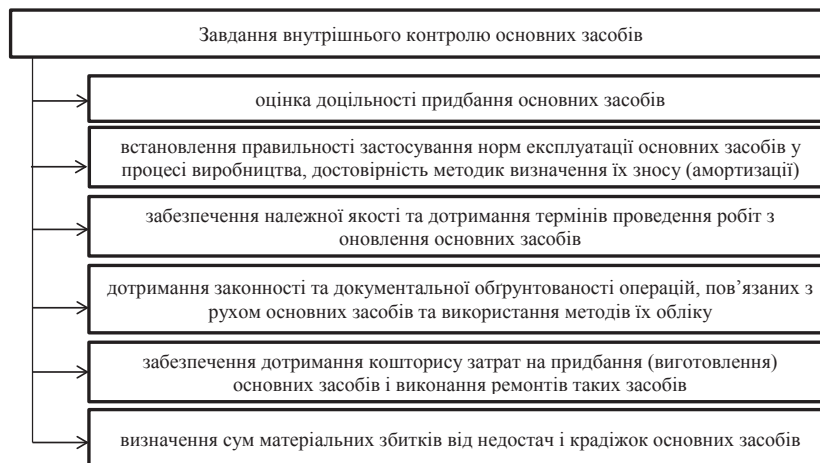 Завдання внутрішнього контролю основних засобів
оцінка доцільності придбання основних засобів
встановлення правильності застосування норм експлуатації основних засобів у
процесі виробництва, достовірність методик визначення їх зносу (амортизації)
забезпечення належної якості та дотримання термінів проведення робіт з
оновлення основних засобів
дотримання законності та документальної обґрунтованості операцій, пов’язаних з
рухом основних засобів та використання методів їх обліку
забезпечення дотримання кошторису затрат на придбання (виготовлення)
основних засобів і виконання ремонтів таких засобів
визначення сум матеріальних збитків від недостач і крадіжок основних засобів